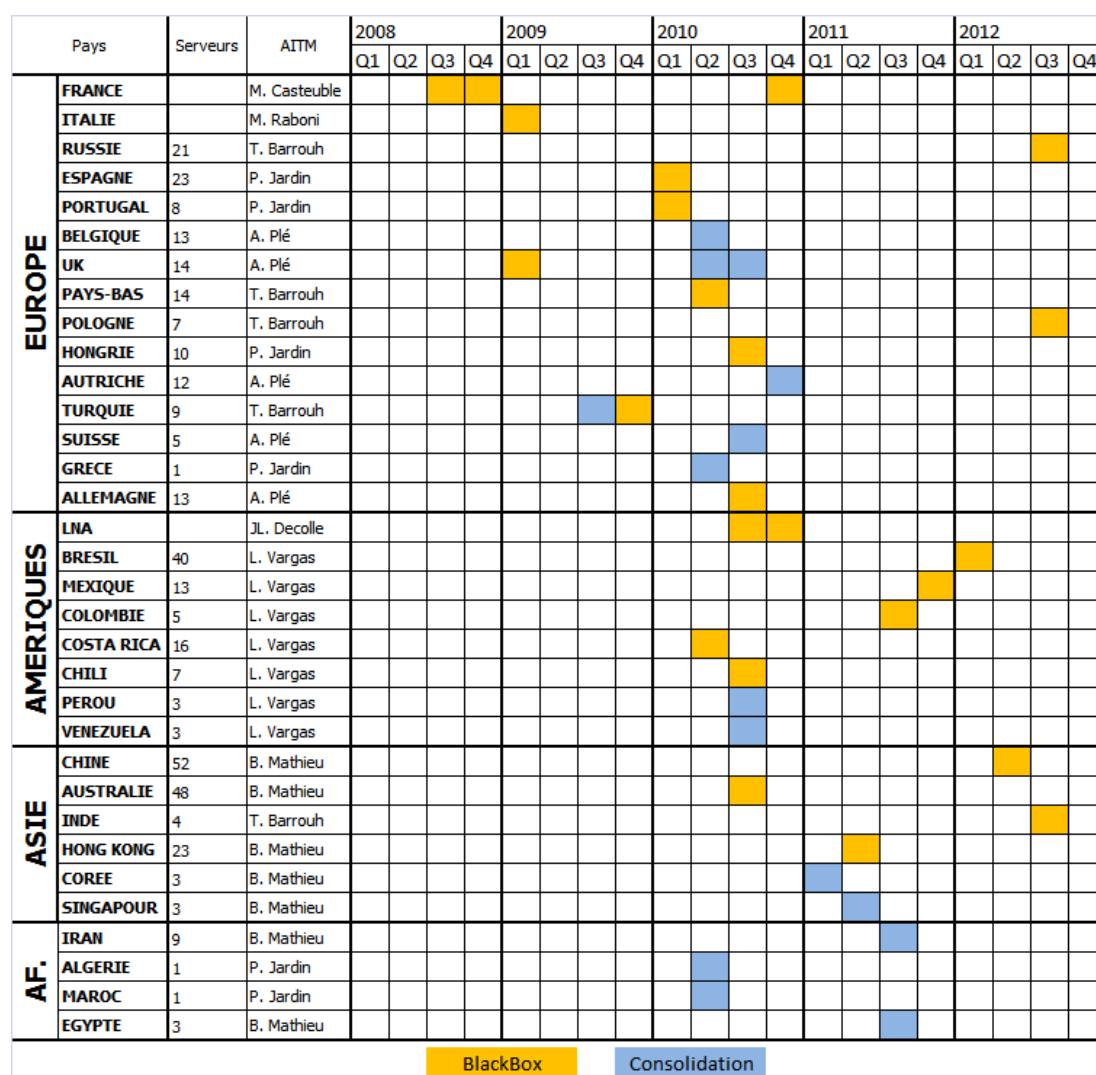 Pays Serveurs AITM 2008 2009 2010 2011 2012
Q1 Q2 Q3 Q4 Q1 Q2 Q3 Q4 Q1 Q2 Q3 Q4 Q1 Q2 Q3 Q4 Q1 Q2 Q3 Q4
EUROPE
FRANCE M. Casteuble
ITALIE M. Raboni
RUSSIE 21 T. Barrouh
ESPAGNE 23 P. Jardin
PORTUGAL 8 P. Jardin
BELGIQUE 13 A. Plé
UK 14 A. Plé
PAYS-BAS 14 T. Barrouh
POLOGNE 7 T. Barrouh
HONGRIE 10 P. Jardin
AUTRICHE 12 A. Plé
TURQUIE 9 T. Barrouh
SUISSE 5 A. Plé
GRECE 1 P. Jardin
ALLEMAGNE 13 A. Plé
AMERIQUES
LNA JL. Decolle
BRESIL 40 L. Vargas
MEXIQUE 13 L. Vargas
COLOMBIE 5 L. Vargas
COSTA RICA 16 L. Vargas
CHILI 7 L. Vargas
PEROU 3 L. Vargas
VENEZUELA 3 L. Vargas
ASIE
CHINE 52 B. Mathieu
AUSTRALIE 48 B. Mathieu
INDE 4 T. Barrouh
HONG KONG 23 B. Mathieu
COREE 3 B. Mathieu
SINGAPOUR 3 B. Mathieu
AF.
IRAN 9 B. Mathieu
ALGERIE 1 P. Jardin
MAROC 1 P. Jardin
EGYPTE 3 B. Mathieu
BlackBox Consolidation